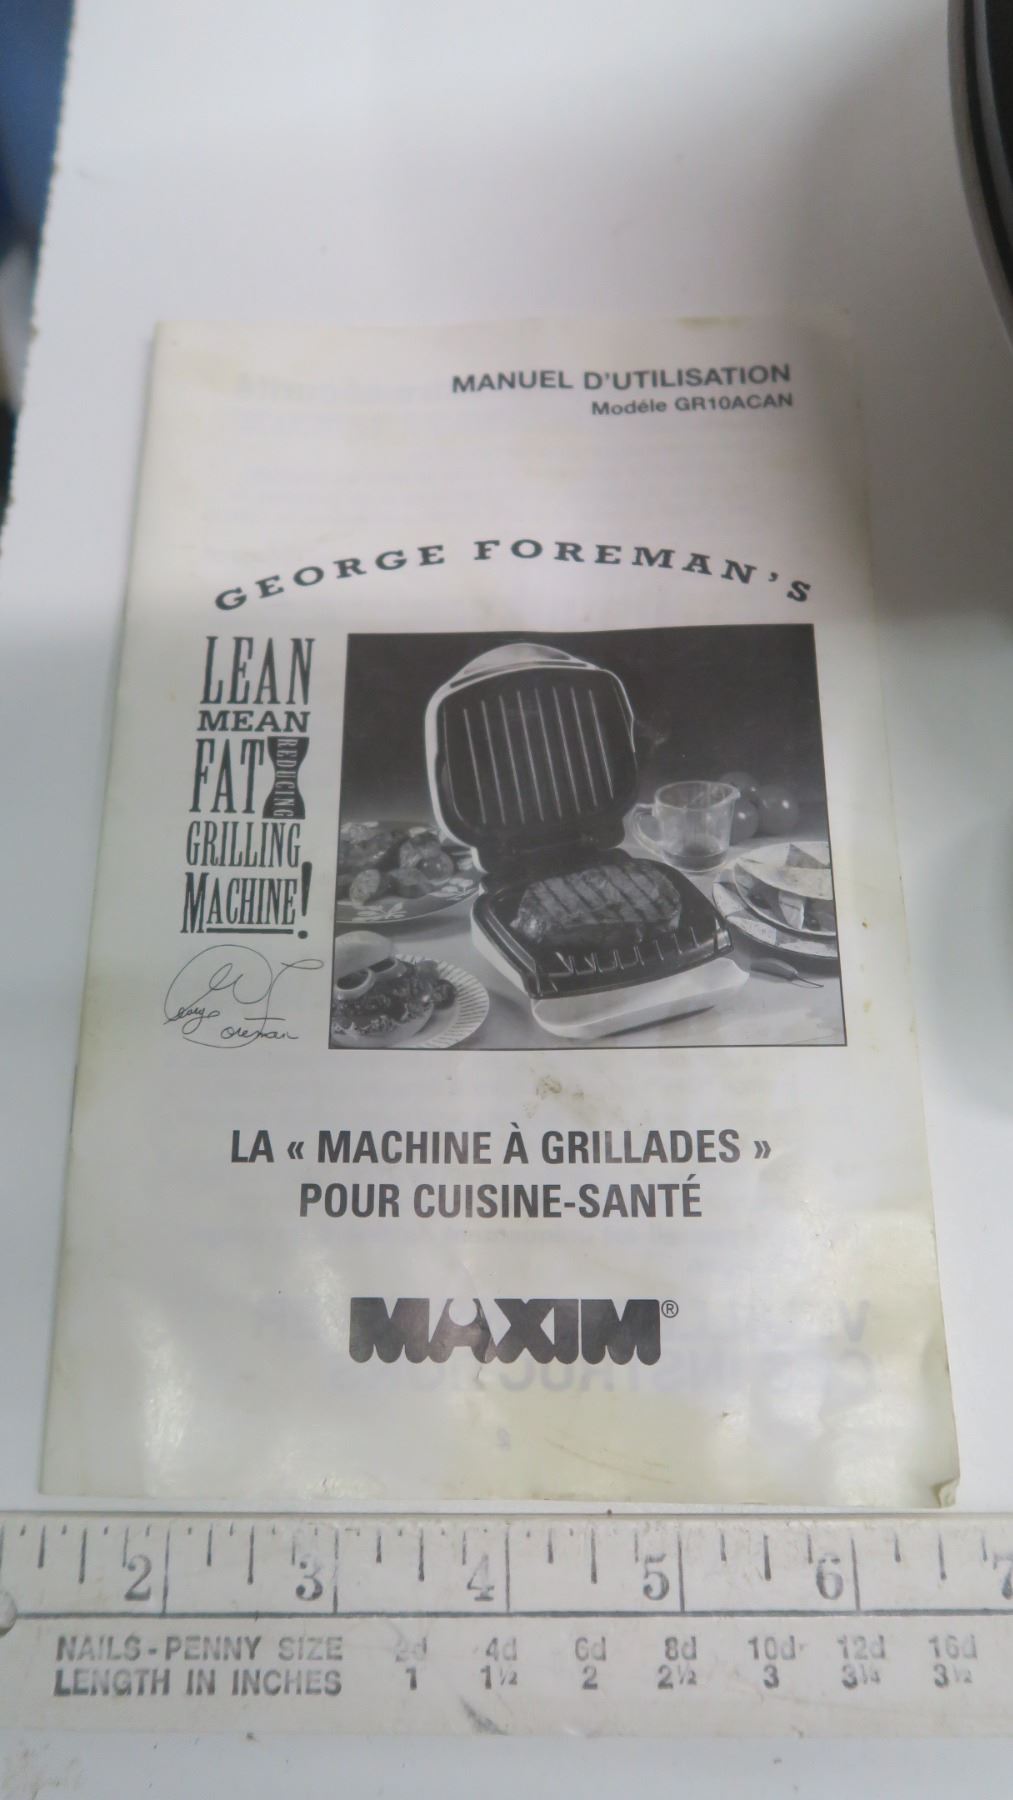 MANUEL D'UTILISATION
Modéle GR10ACAN
GEORGE FOREMAN'S
LEAN
MEAN
FAT REDUCING
GRILLING
MACHINE!
George Foreman
LA « MACHINE À GRILLADES »
POUR CUISINE-SANTÉ
MAXIM®
2 3 4 5 6 7
NAILS - PENNY SIZE 2d 4d 6d 8d 10d 12d 16d
LENGTH IN INCHES 1 1½ 2 2½ 3 3¼ 3½